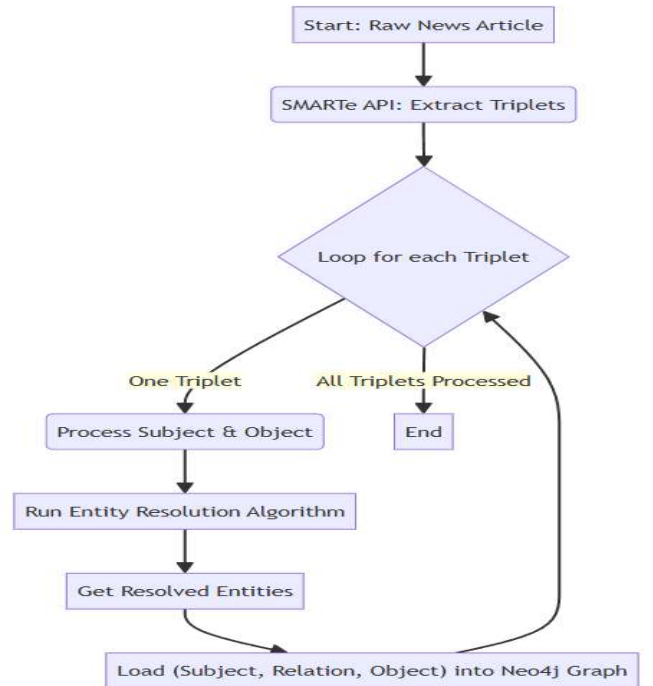 Start: Raw News Article
SMARTe API: Extract Triplets
Loop for each Triplet
One Triplet
All Triplets Processed
Process Subject & Object
End
Run Entity Resolution Algorithm
Get Resolved Entities
Load (Subject, Relation, Object) into Neo4j Graph